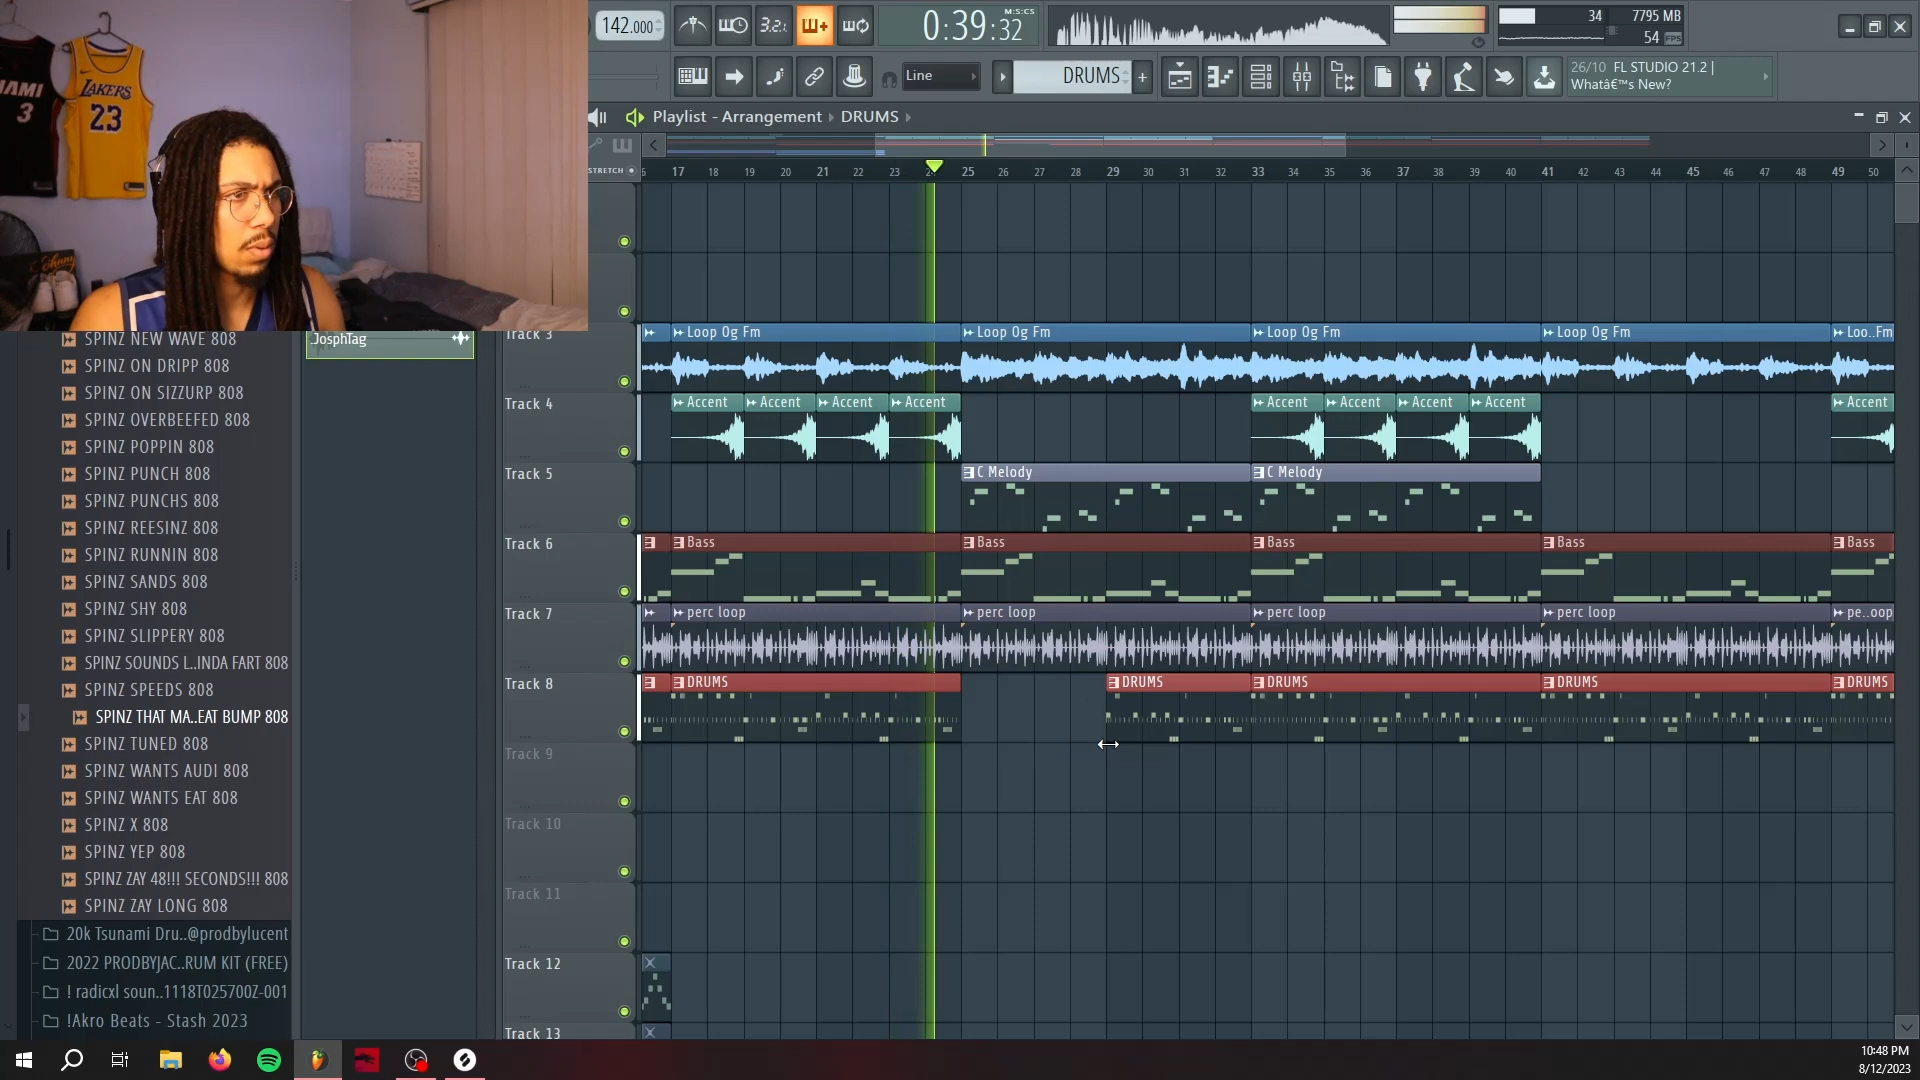 142.000
3.2.
0:39:32
M:S:CS
34
7795 MB
54
FPS
Line
DRUMS
26/10 FL STUDIO 21.2 |
Whatâ€™s New?
Playlist - Arrangement DRUMS
STRETCH
17 18 19 20 21 22 23 25 26 27 28 29 30 31 32 33 34 35 36 37 38 39 40 41 42 43 44 45 46 47 48 49 50
IAMI
3
LAKERS
23
.JosphTag
SPINZ NEW WAVE 808
SPINZ ON DRIPP 808
SPINZ ON SIZZURP 808
SPINZ OVERBEEFED 808
SPINZ POPPIN 808
SPINZ PUNCH 808
SPINZ PUNCHS 808
SPINZ REESINZ 808
SPINZ RUNNIN 808
SPINZ SANDS 808
SPINZ SHY 808
SPINZ SLIPPERY 808
SPINZ SOUNDS L..INDA FART 808
SPINZ SPEEDS 808
SPINZ THAT MA..EAT BUMP 808
SPINZ TUNED 808
SPINZ WANTS AUDI 808
SPINZ WANTS EAT 808
SPINZ X 808
SPINZ YEP 808
SPINZ ZAY 48!!! SECONDS!!! 808
SPINZ ZAY LONG 808
20k Tsunami Dru..@prodbylucent
2022 PRODBYJAC..RUM KIT (FREE)
! radicxl soun..1118T025700Z-001
!Akro Beats - Stash 2023
Track 3
Loop Og Fm Loop Og Fm Loop Og Fm Loop Og Fm Loo..Fm
Track 4
Accent Accent Accent Accent Accent Accent Accent Accent Accent
Track 5
C Melody C Melody
Track 6
Bass Bass Bass Bass Bass
Track 7
perc loop perc loop perc loop perc loop pe..oop
Track 8
DRUMS DRUMS DRUMS DRUMS DRUMS
Track 9
Track 10
Track 11
Track 12
Track 13
10:48 PM
8/12/2023